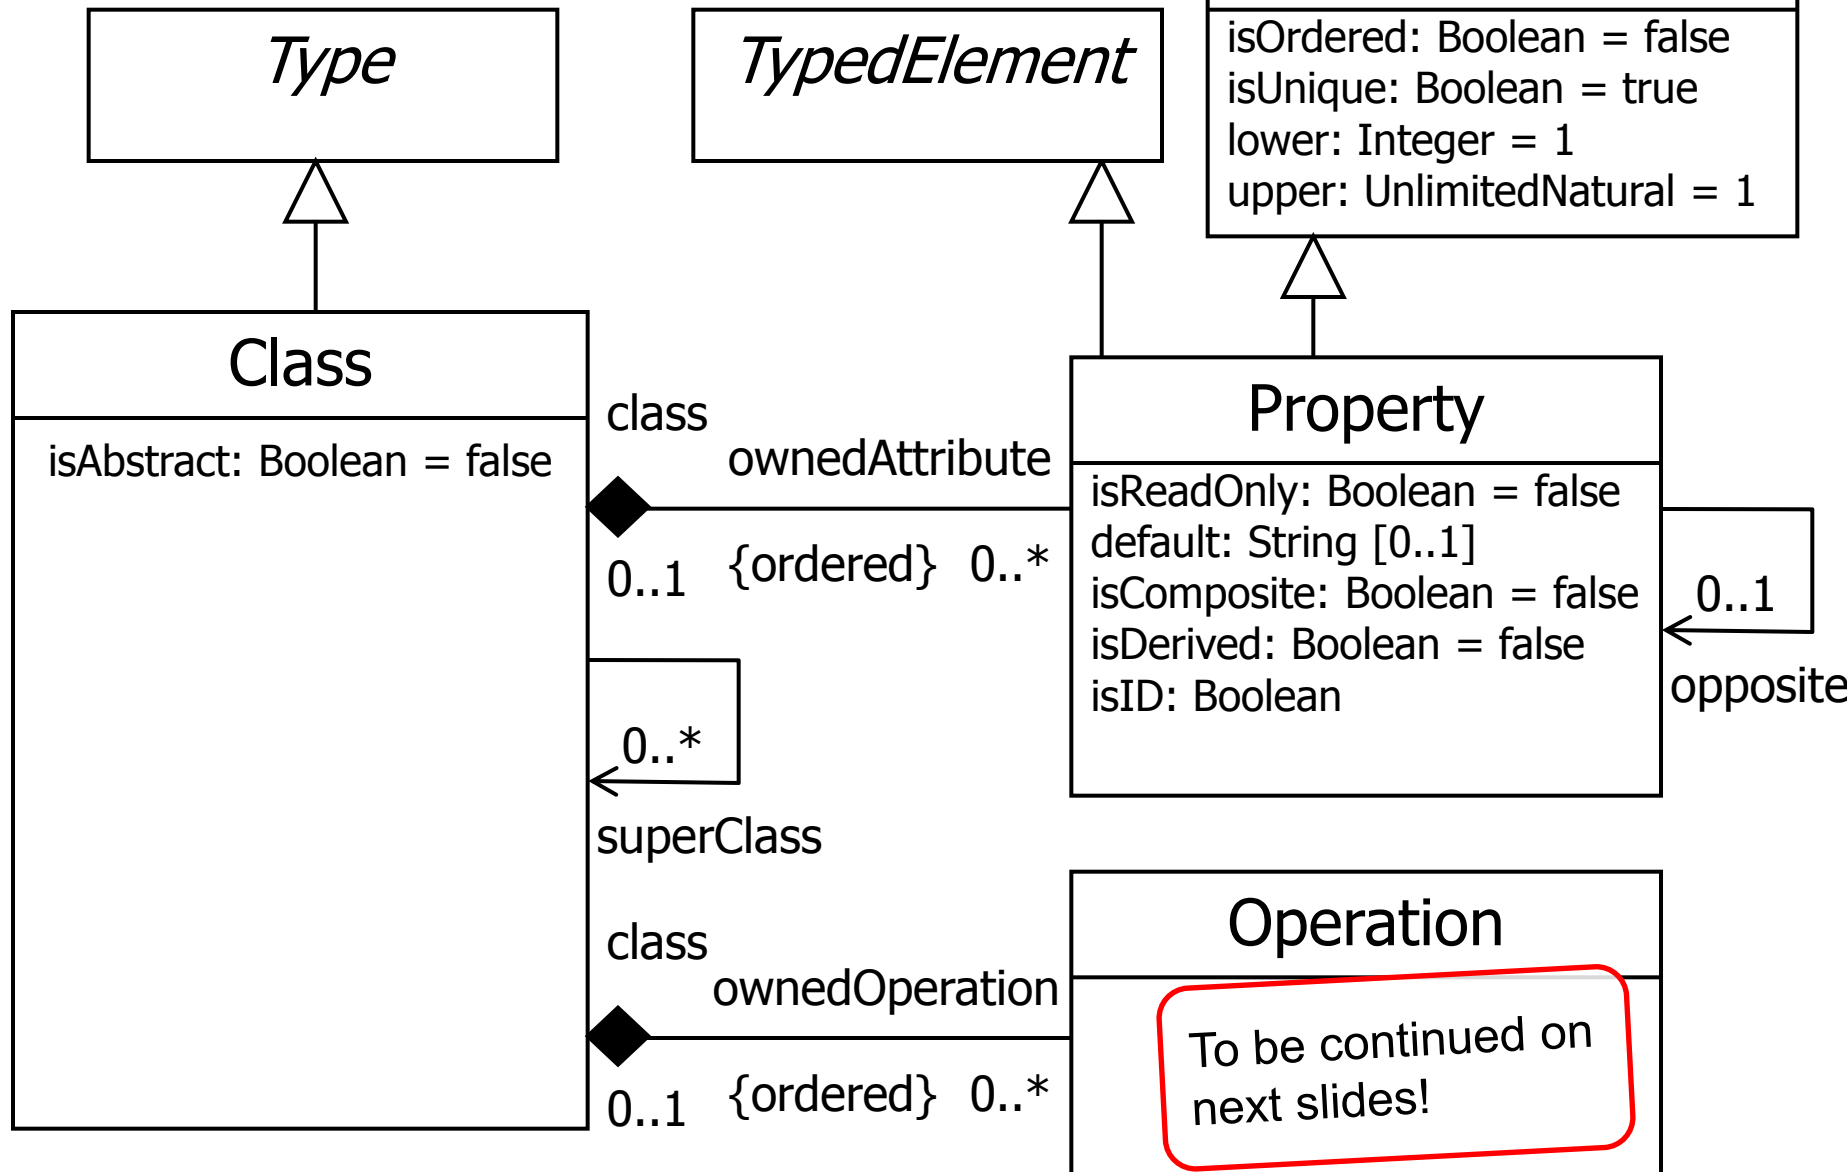 Type
TypedElement
isOrdered: Boolean = false
isUnique: Boolean = true
lower: Integer = 1
upper: UnlimitedNatural = 1
Class
isAbstract: Boolean = false
class
ownedAttribute
0..1
{ordered} 0..*
Property
isReadOnly: Boolean = false
default: String [0..1]
isComposite: Boolean = false
isDerived: Boolean = false
isID: Boolean
0..1
opposite
0..*
superClass
class
ownedOperation
0..1
{ordered} 0..*
Operation
To be continued on
next slides!